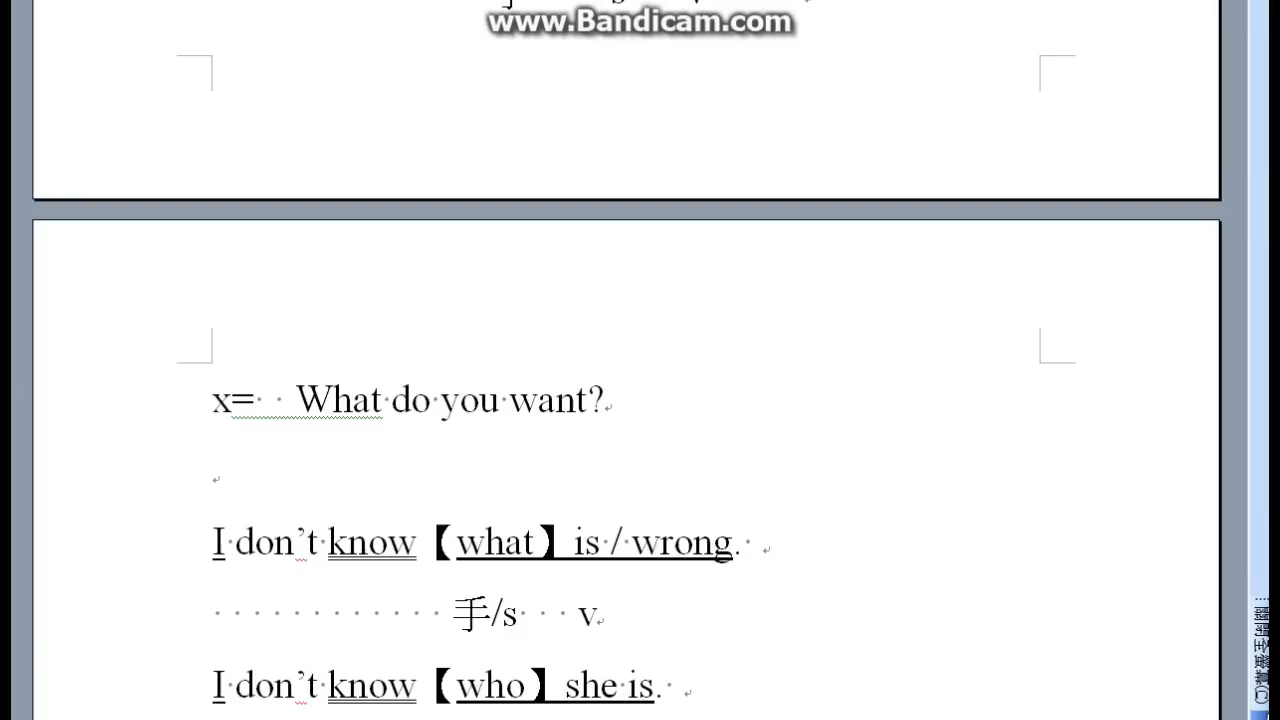 www.Bandicam.com
x= What do you want?
I don’t know【what】is / wrong.
手/s v
I don’t know【who】she is.